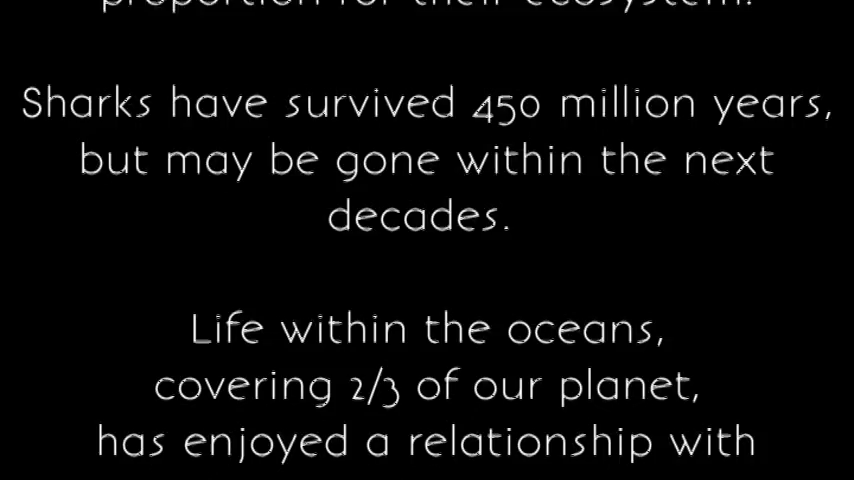 proportion for their ecosystem.
Sharks have survived 450 million years,
but may be gone within the next
decades.
Life within the oceans,
covering 2/3 of our planet,
has enjoyed a relationship with